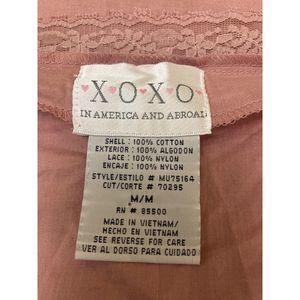 X♥O♥X♥O
IN AMERICA AND ABROAD
SHELL : 100% COTTON
EXTERIOR : 100% ALGODON
LACE : 100% NYLON
ENCAJE : 100% NYLON
STYLE/ESTILO # MU75164
CUT/CORTE # 70295
M/M
RN # 85500
MADE IN VIETNAM/
HECHO EN VIETNAM
SEE REVERSE FOR CARE
VER AL DORSO PARA CUIDADO